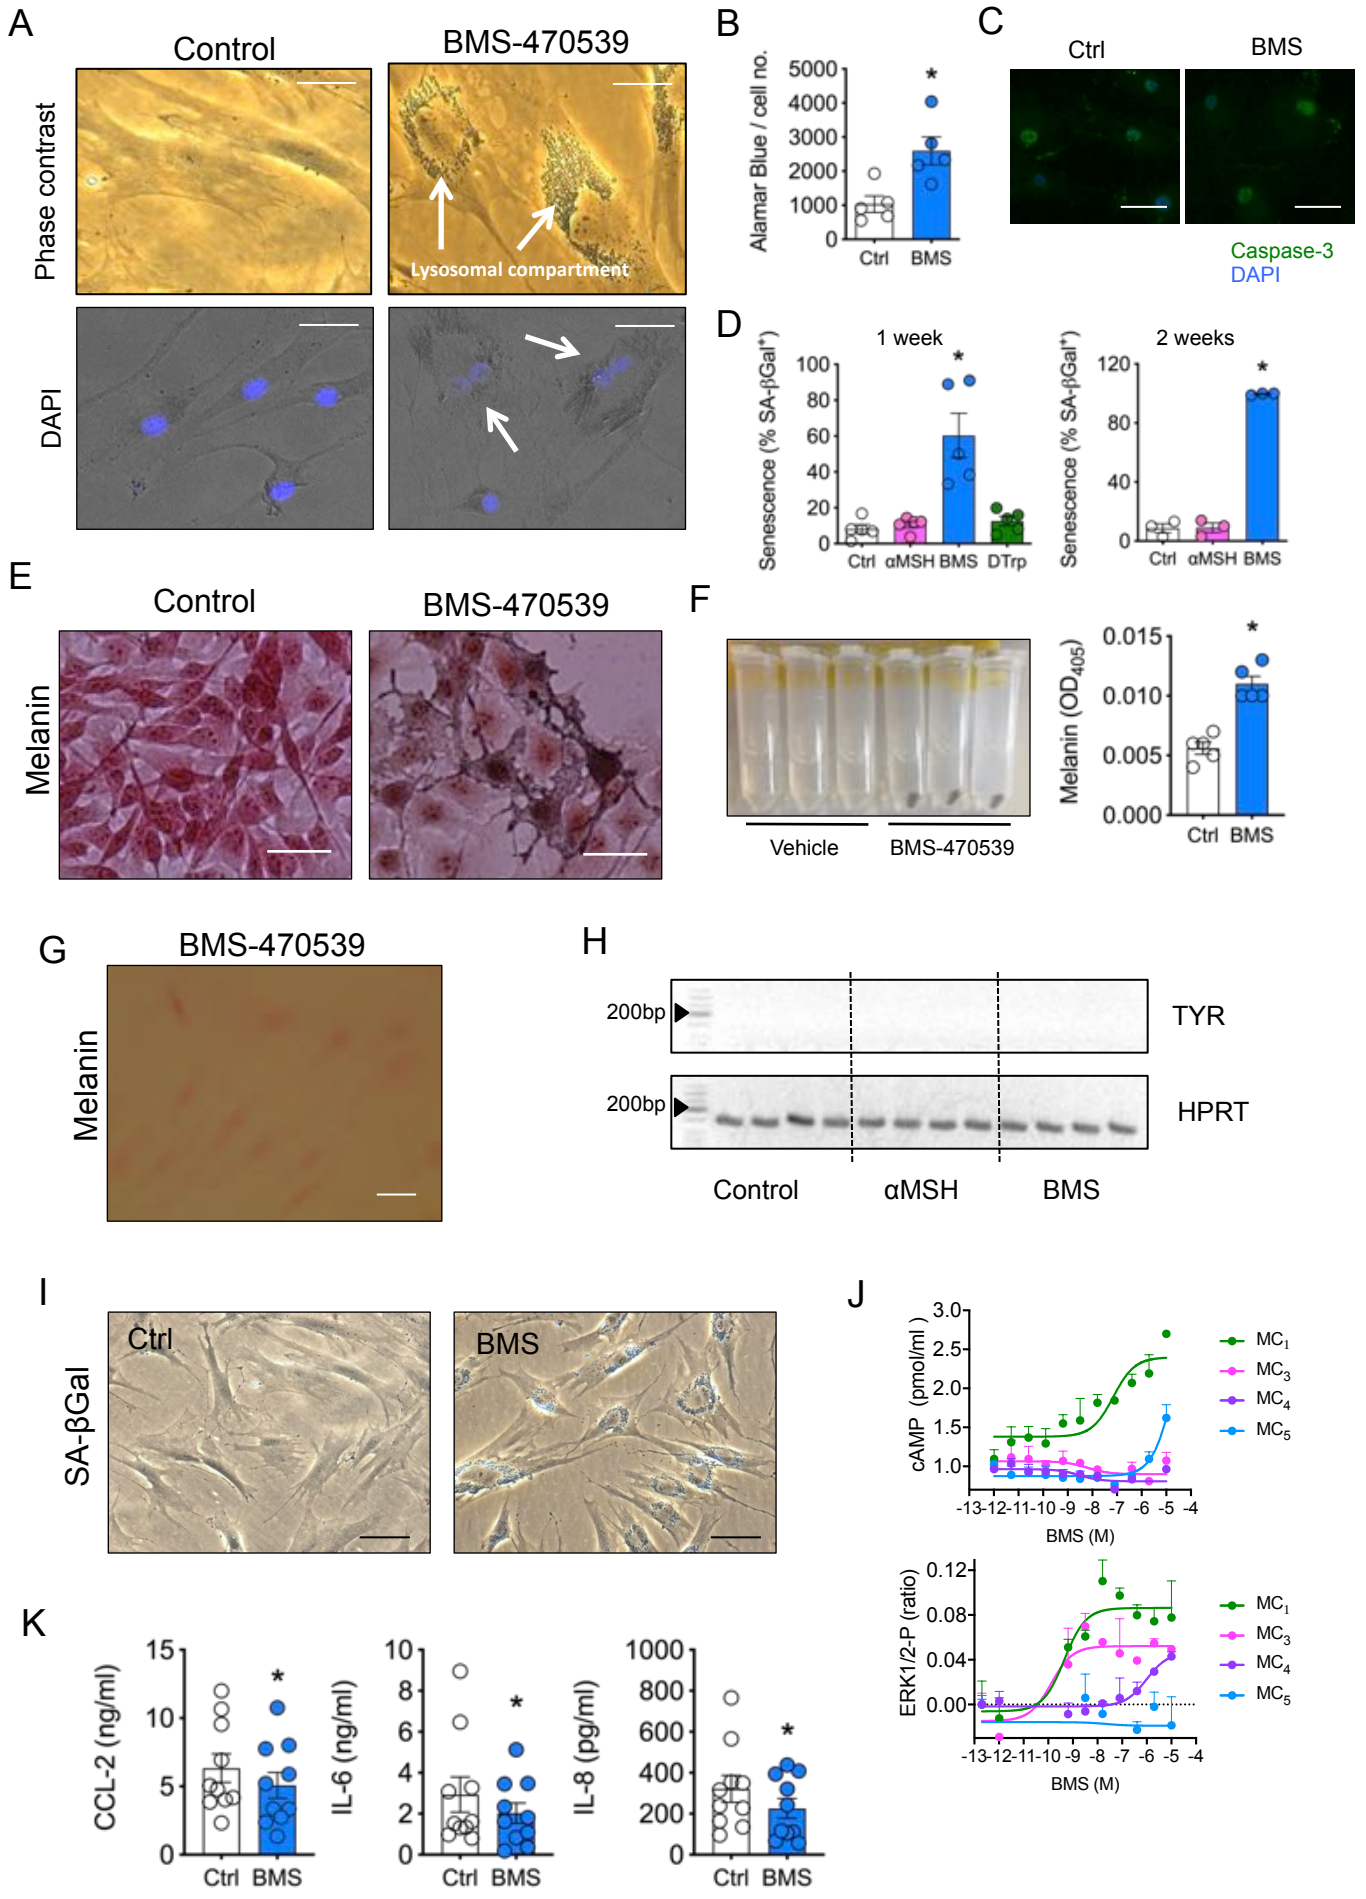 A
Control
BMS-470539
Phase contrast
Lysosomal compartment
DAPI
B
Alamar Blue / cell no.
5000
4000
3000
2000
1000
0
*
Ctrl
BMS
C
Ctrl
BMS
Caspase-3
DAPI
D
1 week
Senescence (% SA-βGal⁺)
100
80
60
40
20
0
*
Ctrl
αMSH
BMS
DTrp
2 weeks
Senescence (% SA-βGal⁺)
120
80
40
0
*
Ctrl
αMSH
BMS
E
Control
BMS-470539
Melanin
F
Vehicle
BMS-470539
Melanin (OD₄₀₅)
0.015
0.010
0.005
0.000
*
Ctrl
BMS
G
BMS-470539
Melanin
H
200bp
TYR
200bp
HPRT
Control
αMSH
BMS
I
SA-βGal
Ctrl
BMS
J
cAMP (pmol/ml )
3.0
2.5
2.0
1.5
1.0
-13 -12 -11 -10 -9 -8 -7 -6 -5 -4
BMS (M)
MC₁
MC₃
MC₄
MC₅
ERK1/2-P (ratio)
0.12
0.08
0.04
0.00
-13 -12 -11 -10 -9 -8 -7 -6 -5 -4
BMS (M)
MC₁
MC₃
MC₄
MC₅
K
CCL-2 (ng/ml)
15
10
5
0
*
Ctrl
BMS
IL-6 (ng/ml)
10
8
6
4
2
0
*
Ctrl
BMS
IL-8 (pg/ml)
1000
800
600
400
200
0
*
Ctrl
BMS